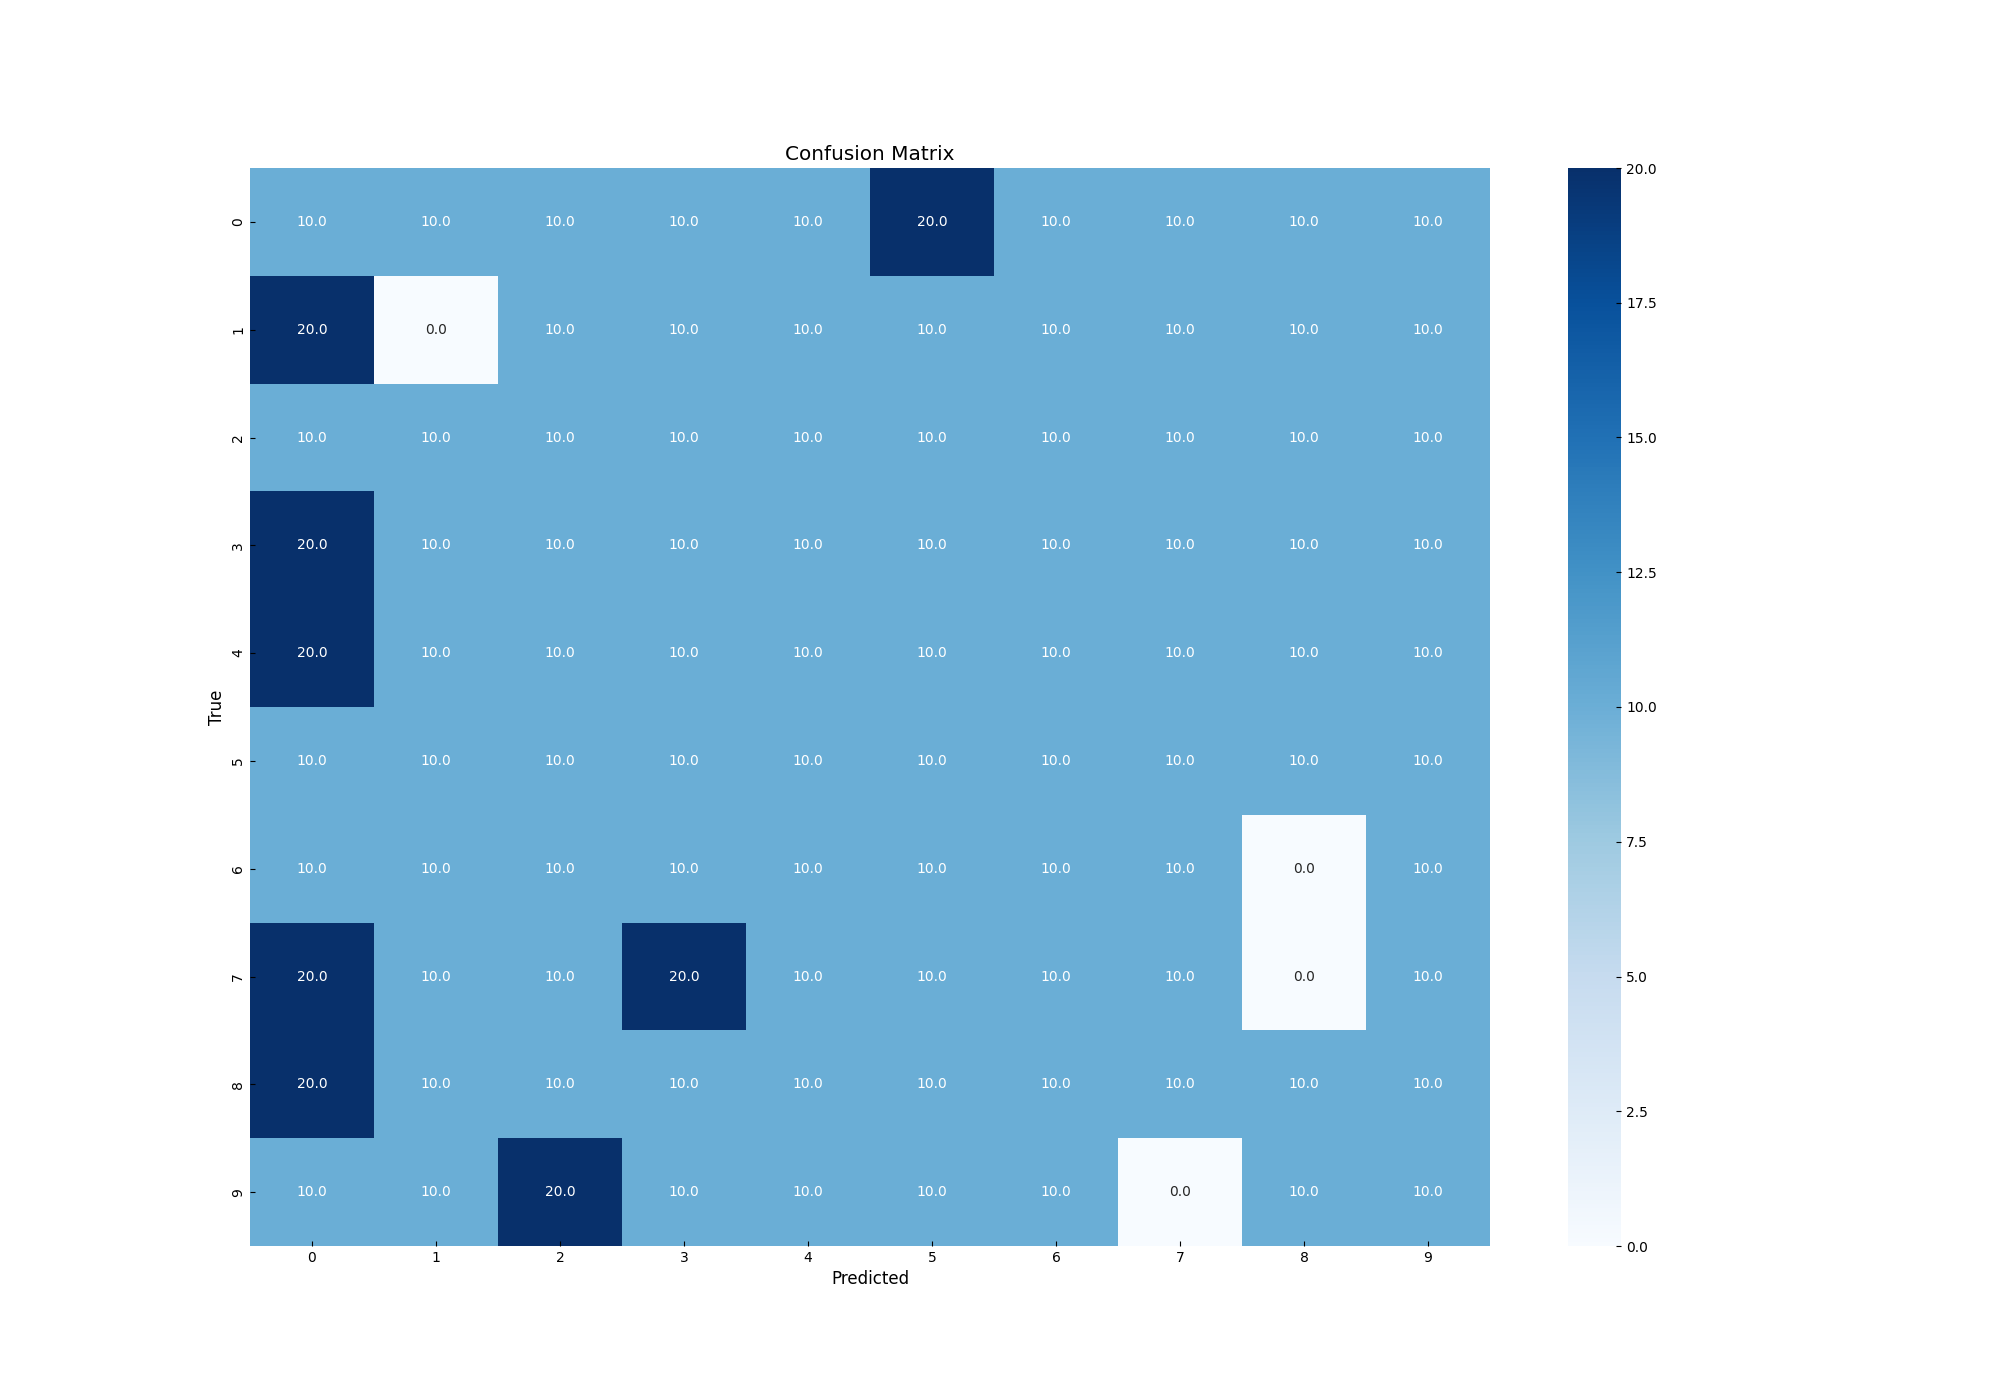 Confusion Matrix
0 10.0 10.0 10.0 10.0 10.0 20.0 10.0 10.0 10.0 10.0
1 20.0 0.0 10.0 10.0 10.0 10.0 10.0 10.0 10.0 10.0
2 10.0 10.0 10.0 10.0 10.0 10.0 10.0 10.0 10.0 10.0
3 20.0 10.0 10.0 10.0 10.0 10.0 10.0 10.0 10.0 10.0
4 20.0 10.0 10.0 10.0 10.0 10.0 10.0 10.0 10.0 10.0
5 10.0 10.0 10.0 10.0 10.0 10.0 10.0 10.0 10.0 10.0
6 10.0 10.0 10.0 10.0 10.0 10.0 10.0 10.0 0.0 10.0
7 20.0 10.0 10.0 20.0 10.0 10.0 10.0 10.0 0.0 10.0
8 20.0 10.0 10.0 10.0 10.0 10.0 10.0 10.0 10.0 10.0
9 10.0 10.0 20.0 10.0 10.0 10.0 10.0 0.0 10.0 10.0
0 1 2 3 4 5 6 7 8 9
Predicted
True
20.0
17.5
15.0
12.5
10.0
7.5
5.0
2.5
0.0